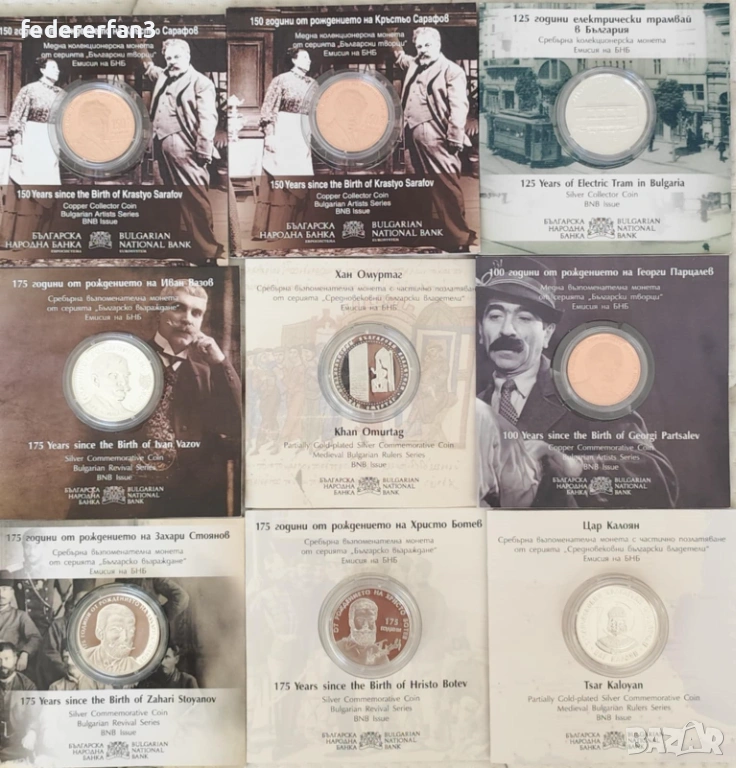 federerfan3
150 години от рождението на Кръстьо Сарафов
Медна колекционерска монета
от серията „Български творци“
Емисия на БНБ
150 Years since the Birth of Krastyo Sarafov
Copper Collector Coin
Bulgarian Artists Series
BNB Issue
БЪЛГАРСКА НАРОДНА БАНКА
BULGARIAN NATIONAL BANK
150 години от рождението на Кръстьо Сарафов
Медна колекционерска монета
от серията „Български творци“
Емисия на БНБ
150 Years since the Birth of Krastyo Sarafov
Copper Collector Coin
Bulgarian Artists Series
BNB Issue
БЪЛГАРСКА НАРОДНА БАНКА
BULGARIAN NATIONAL BANK
125 години електрически трамвай
в България
Сребърна колекционерска монета
Емисия на БНБ
125 Years of Electric Tram in Bulgaria
Silver Collector Coin
BNB Issue
БЪЛГАРСКА НАРОДНА БАНКА
BULGARIAN NATIONAL BANK
175 години от рождението на Иван Вазов
Сребърна възпоменателна монета
от серията „Българско възраждане“
Емисия на БНБ
175 Years since the Birth of Ivan Vazov
Silver Commemorative Coin
Bulgarian Revival Series
BNB Issue
БЪЛГАРСКА НАРОДНА БАНКА
BULGARIAN NATIONAL BANK
Хан Омуртаг
Сребърна възпоменателна монета с частично позлатяване
от серията „Средновековни български владетели“
Емисия на БНБ
Khan Omurtag
Partially Gold-plated Silver Commemorative Coin
Medieval Bulgarian Rulers Series
BNB Issue
БЪЛГАРСКА НАРОДНА БАНКА
BULGARIAN NATIONAL BANK
100 години от рождението на Георги Парцалев
Медна възпоменателна монета
от серията „Български творци“
Емисия на БНБ
100 Years since the Birth of Georgi Partsalev
Copper Commemorative Coin
Bulgarian Artists Series
BNB Issue
БЪЛГАРСКА НАРОДНА БАНКА
BULGARIAN NATIONAL BANK
175 години от рождението на Захари Стоянов
Сребърна възпоменателна монета
от серията „Българско възраждане“
Емисия на БНБ
175 Years since the Birth of Zahari Stoyanov
Silver Commemorative Coin
Bulgarian Revival Series
BNB Issue
БЪЛГАРСКА НАРОДНА БАНКА
BULGARIAN NATIONAL BANK
175 години от рождението на Христо Ботев
Сребърна възпоменателна монета
от серията „Българско възраждане“
Емисия на БНБ
ОТ РОЖДЕНИЕТО НА ХРИСТО БОТЕВ
175
ГОДИНИ
175 Years since the Birth of Hristo Botev
Silver Commemorative Coin
Bulgarian Revival Series
BNB Issue
БЪЛГАРСКА НАРОДНА БАНКА
BULGARIAN NATIONAL BANK
Цар Калоян
Сребърна възпоменателна монета с частично позлатяване
от серията „Средновековни български владетели“
Емисия на БНБ
Tsar Kaloyan
Partially Gold-plated Silver Commemorative Coin
Medieval Bulgarian Rulers Series
BNB Issue
БЪЛГАРСКА НАРОДНА БАНКА
BULGARIAN NATIONAL BANK
BAZAR